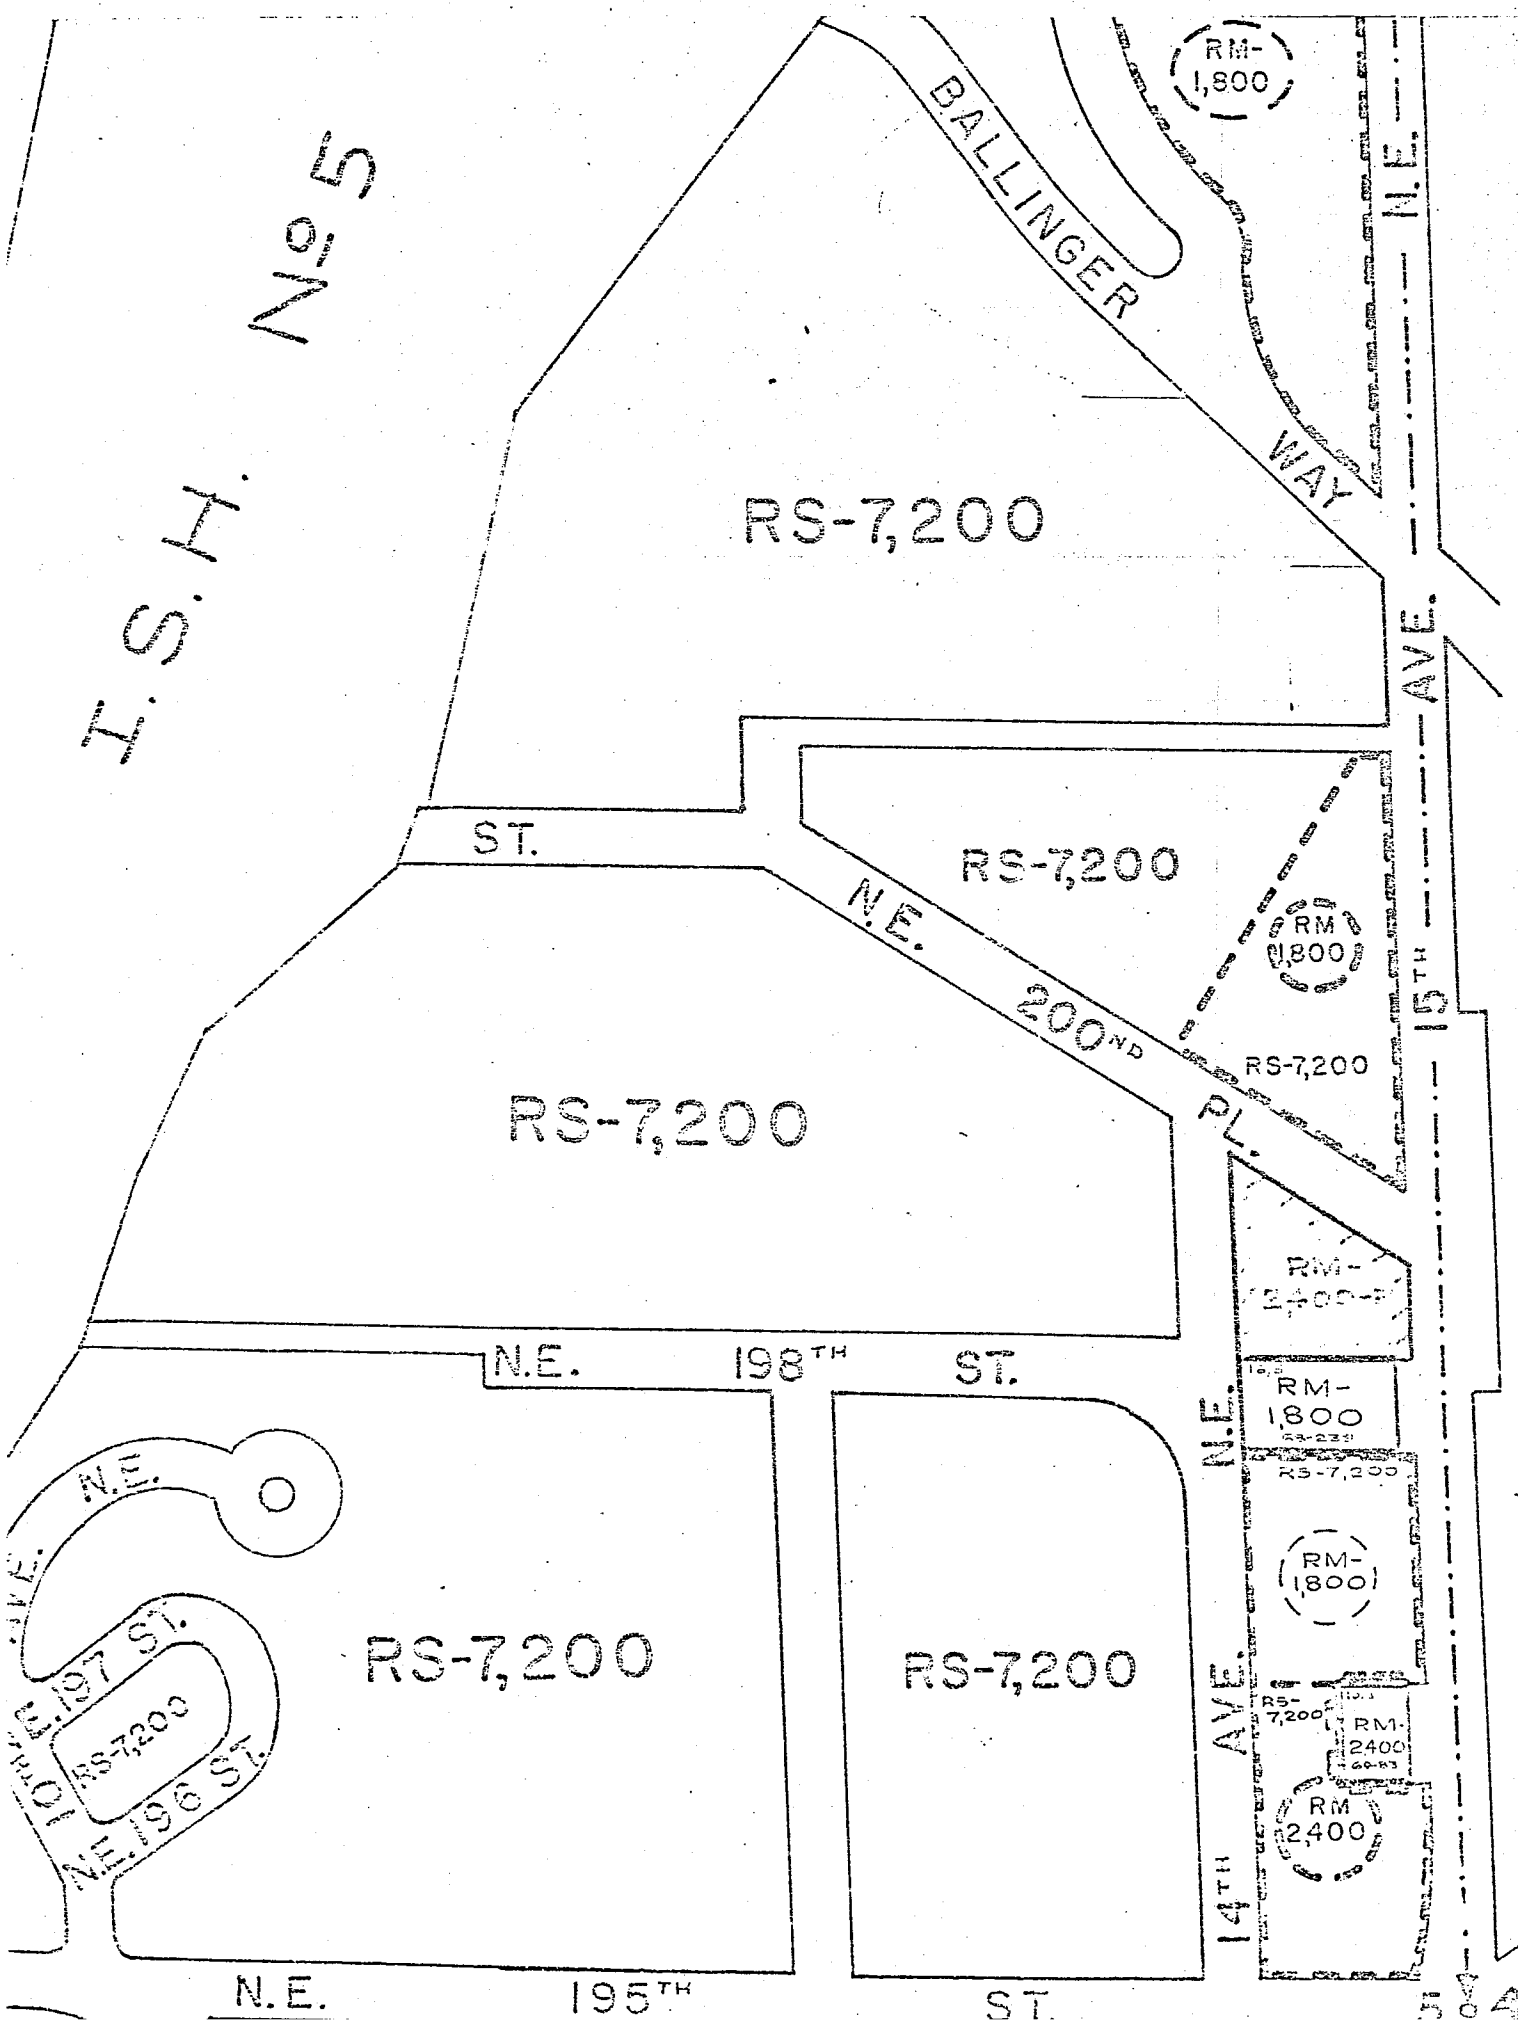 RM-
1,800
BALLINGER
WAY
N.E.
No 5
I. S. H.
RS-7,200
AVE.
ST.
RS-7,200
N.E.
200ND
PL.
RM
1,800
15TH
RS-7,200
RS-7,200
RM-
2,400-P
N.E. 198TH ST.
RM-
1,800
RS-7,200
N.E.
AVE.
N.E.
RM-
1,800
RS-7,200
RS-7,200
E. 197 ST.
RS-7,200
N.E. 196 ST.
10TH
AVE.
RS-
7,200
RM-
2400
RM
2,400
14TH
N.E. 195TH ST.